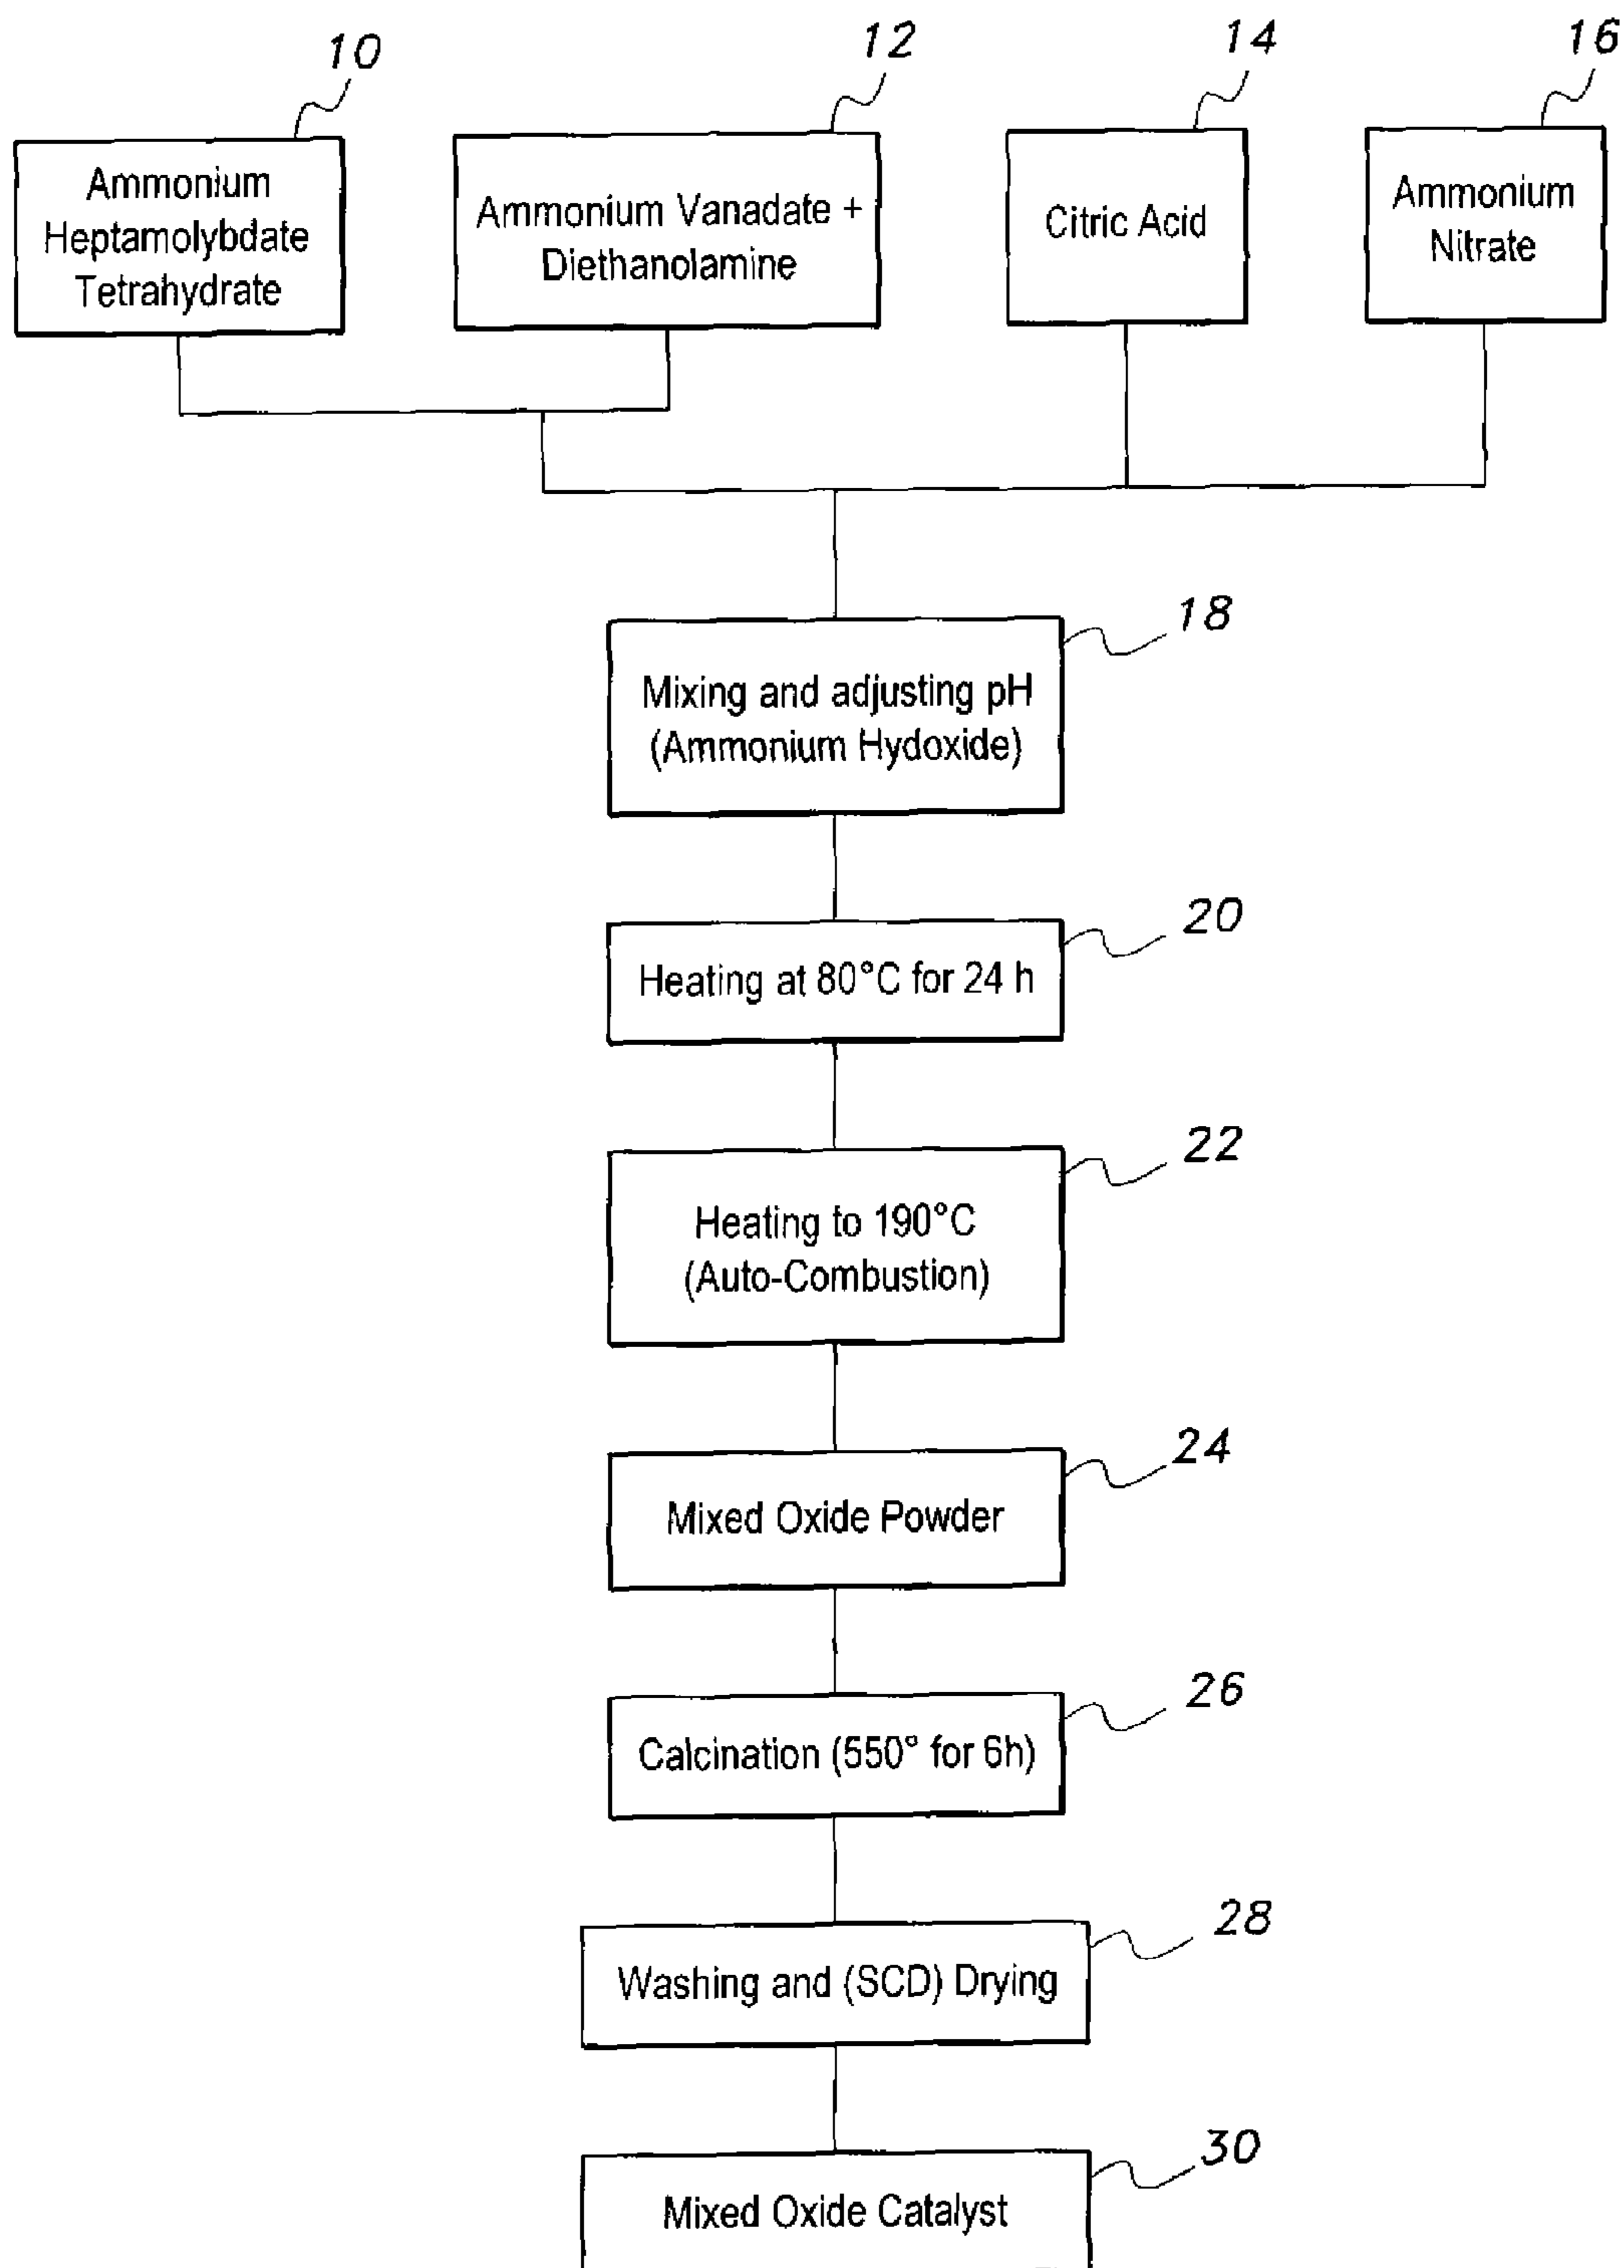 10
12
14
16
Ammonium
Heptamolybdate
Tetrahydrate
Ammonium Vanadate +
Diethanolamine
Citric Acid
Ammonium
Nitrate
18
Mixing and adjusting pH
(Ammonium Hydoxide)
20
Heating at 80°C for 24 h
22
Heating to 190°C
(Auto-Combustion)
24
Mixed Oxide Powder
26
Calcination (550° for 6h)
28
Washing and (SCD) Drying
30
Mixed Oxide Catalyst